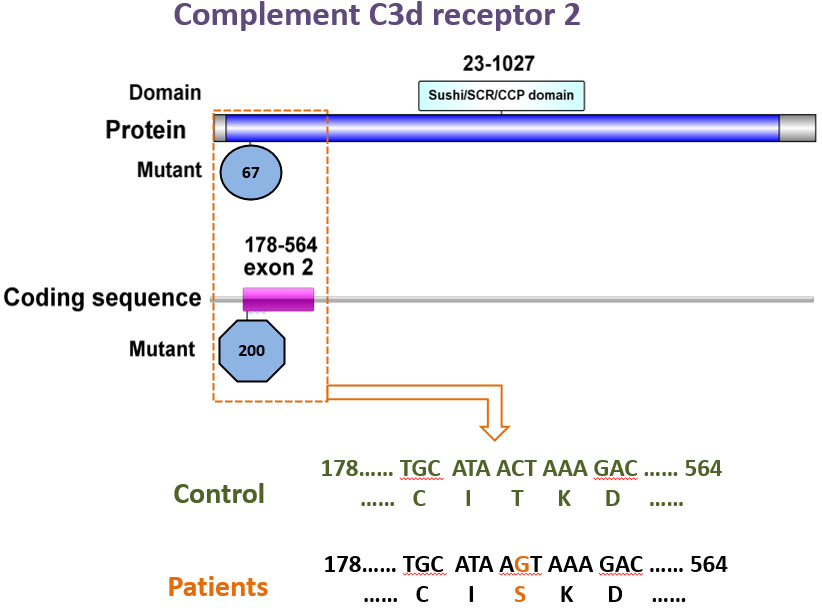 Complement C3d receptor 2
23-1027
Domain
Sushi/SCR/CCP domain
Protein
Mutant
67
178-564
exon 2
Coding sequence
Mutant
200
178...... TGC ATA ACT AAA GAC ...... 564
Control
...... C I T K D ......
178...... TGC ATA AGT AAA GAC ...... 564
Patients
...... C I S K D ......